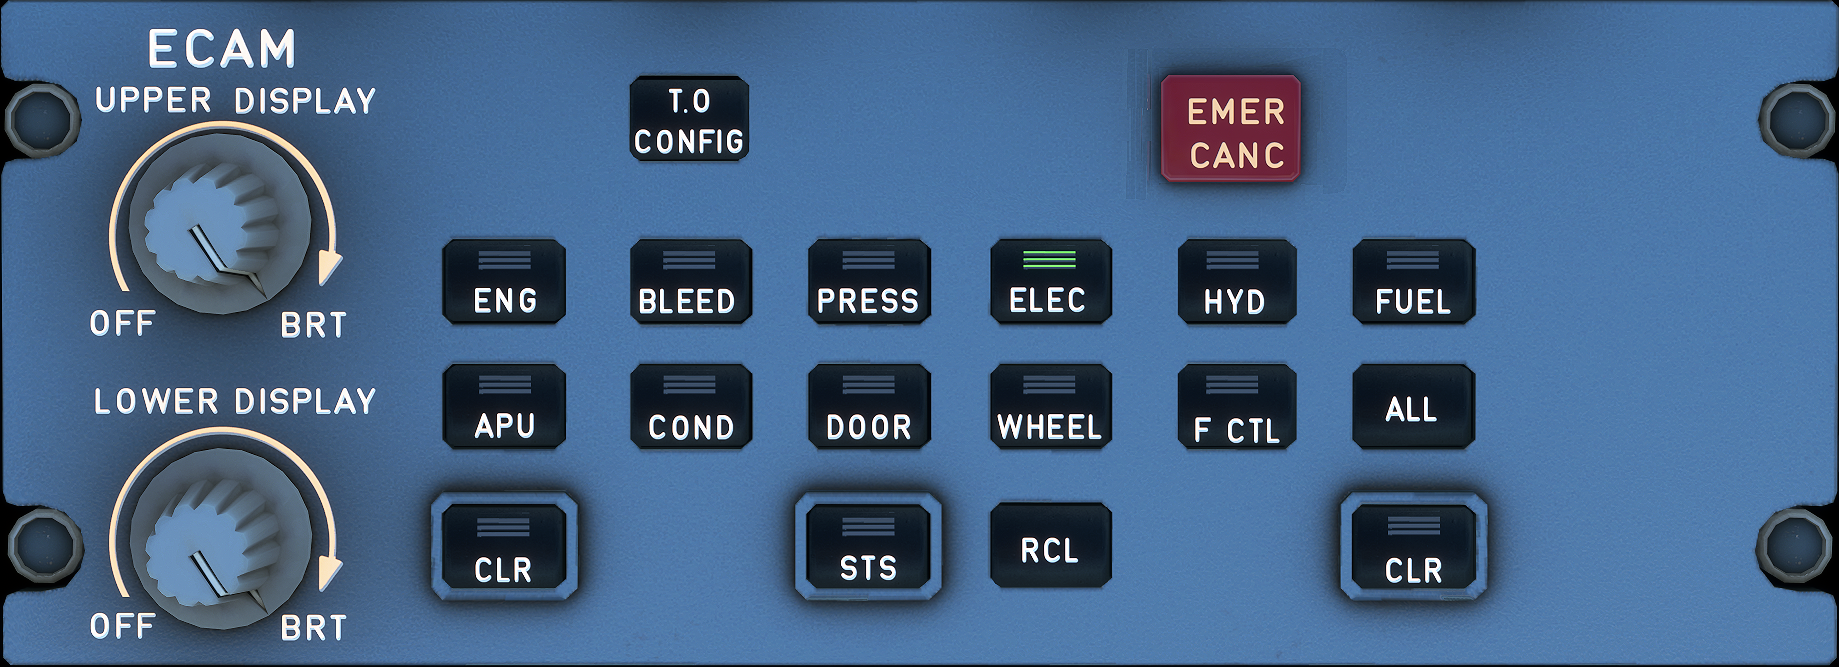 ECAM
UPPER DISPLAY
OFF BRT
LOWER DISPLAY
OFF BRT
T.O
CONFIG
EMER
CANC
ENG BLEED PRESS ELEC HYD FUEL
APU COND DOOR WHEEL F CTL ALL
CLR STS RCL CLR